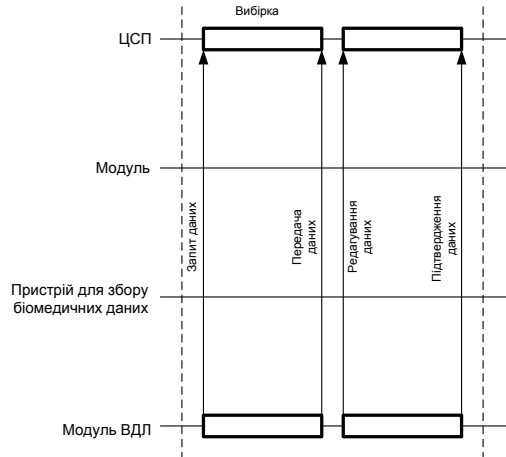 Вибірка
ЦСП
Модуль
Запит даних
Передача
даних
Редагування
даних
Підтвердження
даних
Пристрій для збору
біомедичних даних
Модуль ВДЛ